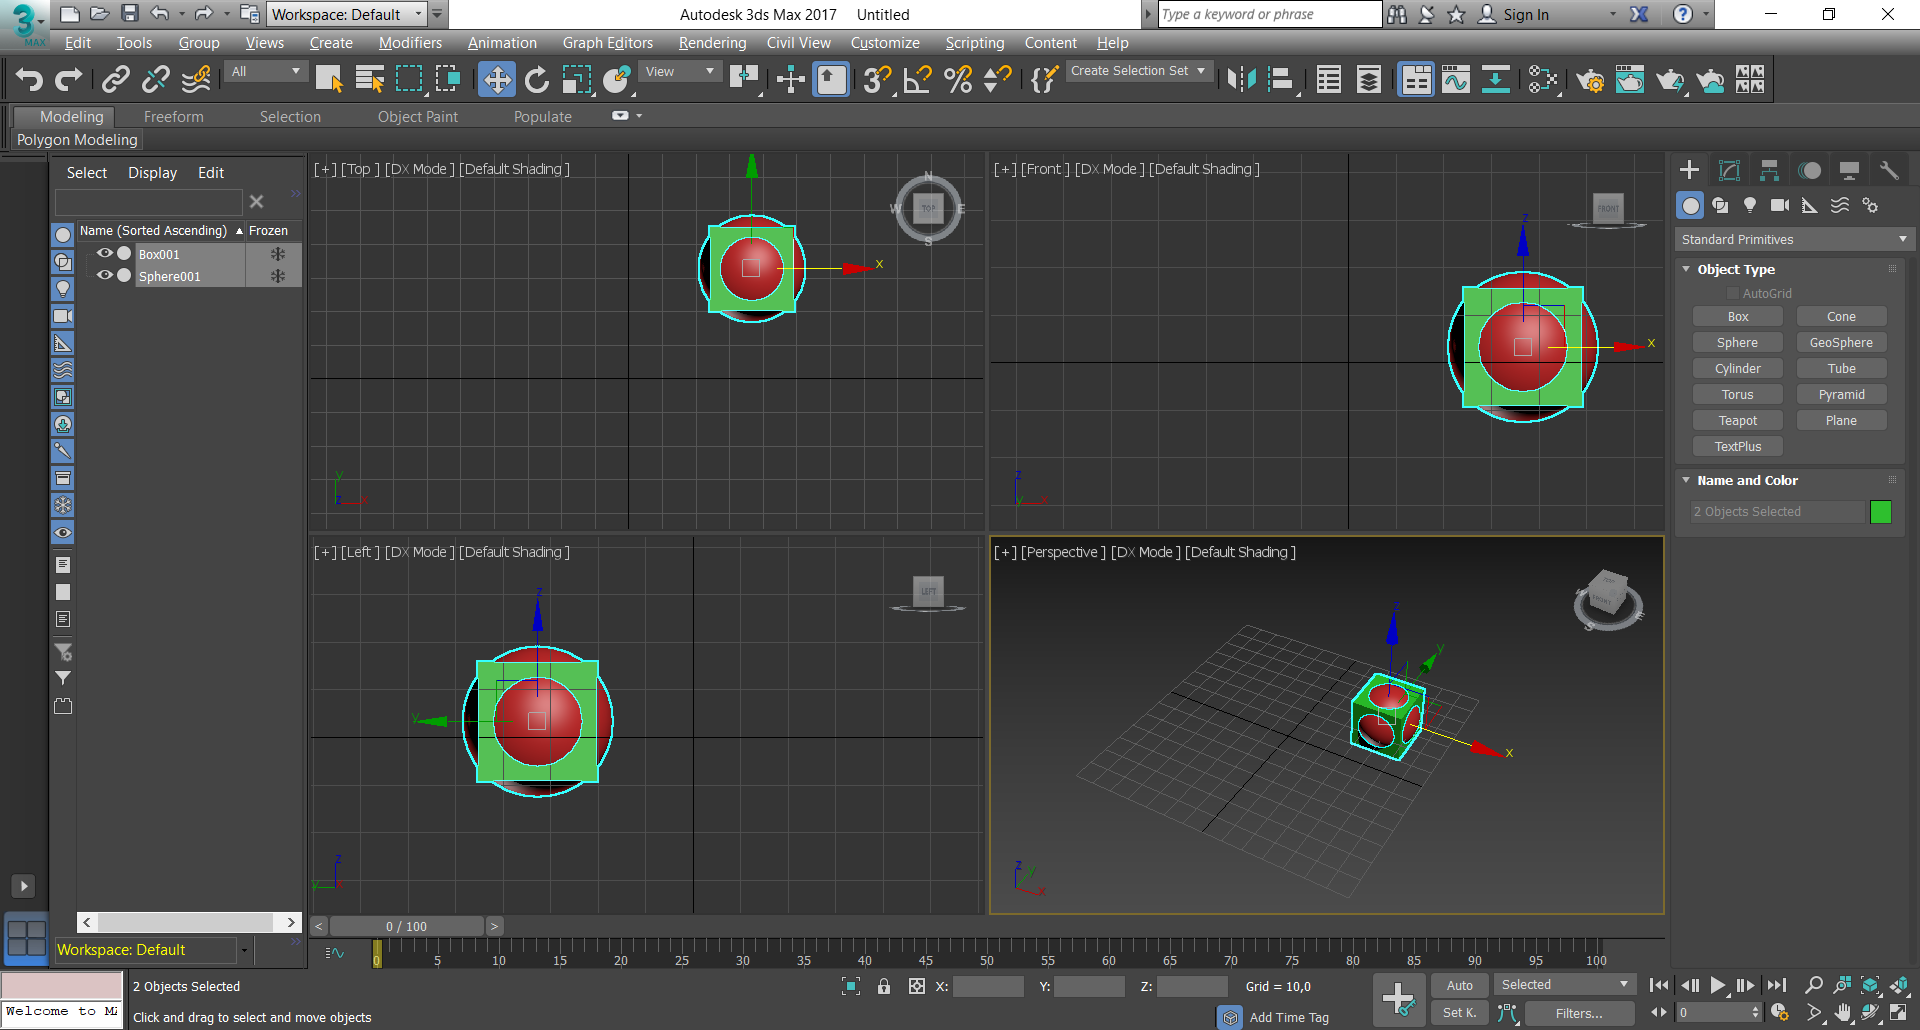 Workspace: Default
Autodesk 3ds Max 2017 Untitled
Type a keyword or phrase
Sign In
3
MAX
Edit Tools Group Views Create Modifiers Animation Graph Editors Rendering Civil View Customize Scripting Content Help
All
View
Create Selection Set
Modeling Freeform Selection Object Paint Populate
Polygon Modeling
Select Display Edit
Name (Sorted Ascending) Frozen
Box001
Sphere001
[+] [Top ] [DX Mode ] [Default Shading ]
N
W TOP E
S
x
y
z x
[+] [Front ] [DX Mode ] [Default Shading ]
FRONT
z
x
z
y x
[+] [Left ] [DX Mode ] [Default Shading ]
LEFT
z
y
z
y x
[+] [Perspective ] [DX Mode ] [Default Shading ]
TOP
W FRONT E
S
z
y
x
z y
x
Standard Primitives
Object Type
AutoGrid
Box Cone
Sphere GeoSphere
Cylinder Tube
Torus Pyramid
Teapot Plane
TextPlus
Name and Color
2 Objects Selected
< 0 / 100 >
Workspace: Default
0 5 10 15 20 25 30 35 40 45 50 55 60 65 70 75 80 85 90 95 100
2 Objects Selected
X: Y: Z: Grid = 10,0
Auto Selected
Welcome to MA
Click and drag to select and move objects
Add Time Tag
Set K. Filters...
0